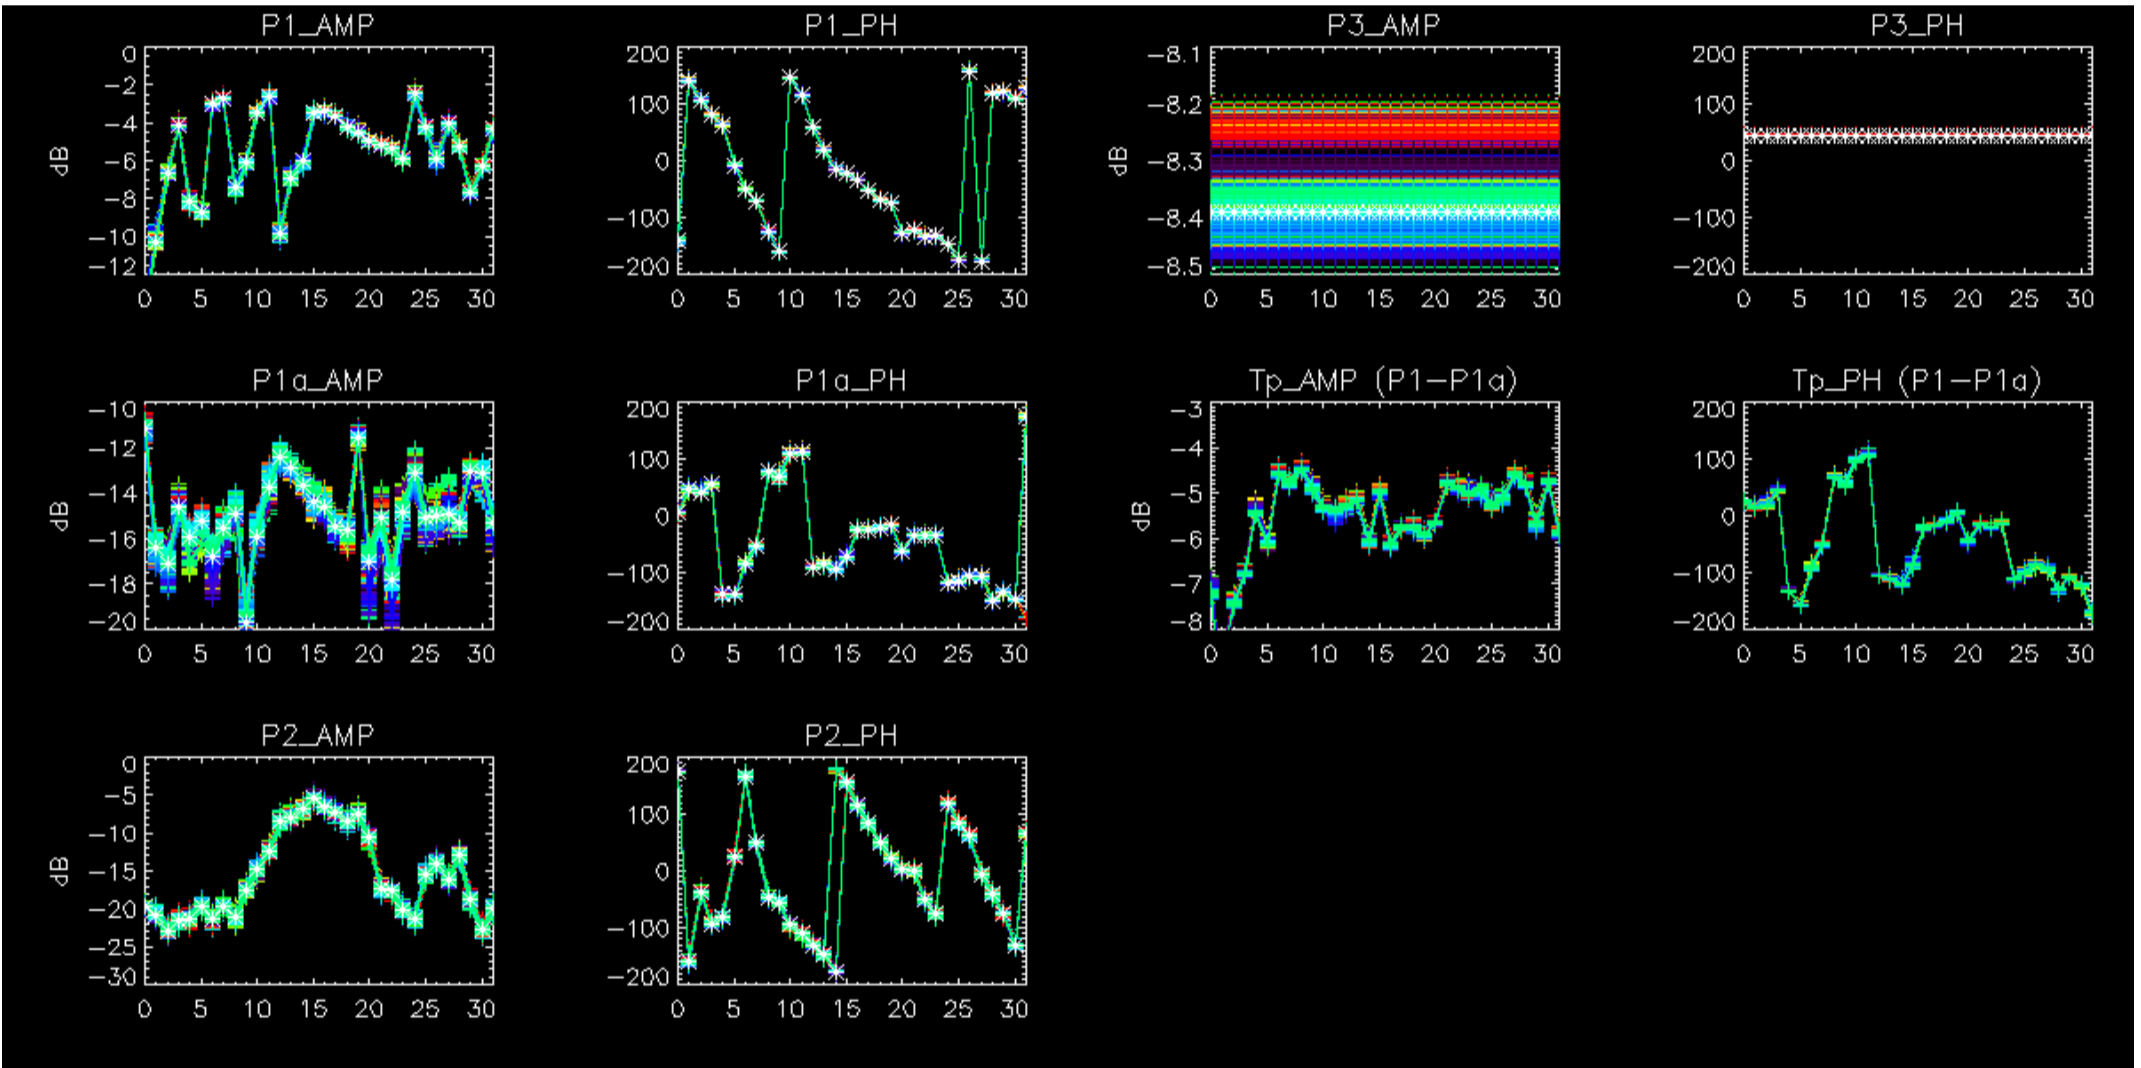 P1_AMP P1_PH P3_AMP P3_PH
0 200 -8.1 200
-2 100 -8.2 100
-4 0 -8.3 0
-6 -100 -8.4 -100
-8 -200 -8.5 -200
-10
-12
dB dB
0 5 10 15 20 25 30 0 5 10 15 20 25 30 0 5 10 15 20 25 30 0 5 10 15 20 25 30
P1a_AMP P1a_PH Tp_AMP (P1-P1a) Tp_PH (P1-P1a)
-10 200 -3 200
-12 100 -4 100
-14 0 -5 0
-16 -100 -6 -100
-18 -200 -7 -200
-20 -8
dB dB
0 5 10 15 20 25 30 0 5 10 15 20 25 30 0 5 10 15 20 25 30 0 5 10 15 20 25 30
P2_AMP P2_PH
0 200
-5 100
-10 0
-15 -100
-20 -200
-25
-30
dB
0 5 10 15 20 25 30 0 5 10 15 20 25 30